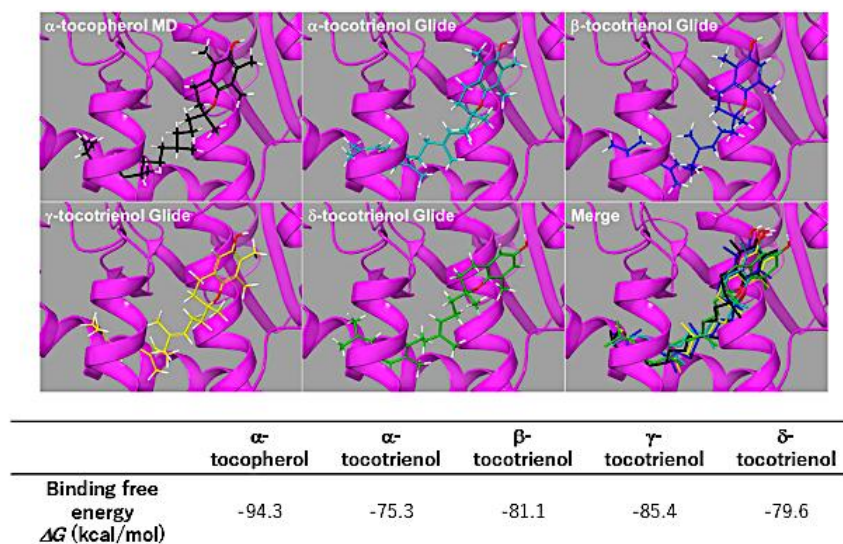 α-tocopherol MD
α-tocotrienol Glide
β-tocotrienol Glide
γ-tocotrienol Glide
δ-tocotrienol Glide
Merge
α- β- γ- δ-
α- tocopherol tocotrienol tocotrienol tocotrienol tocotrienol
Binding free
energy
ΔG (kcal/mol)
-94.3 -75.3 -81.1 -85.4 -79.6